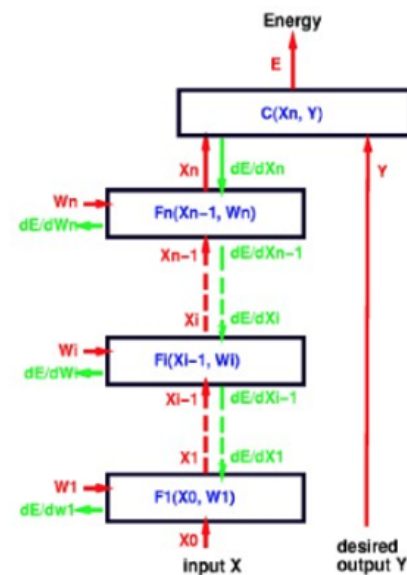 Energy
E
C(Xn, Y)
Xn dE/dXn Y
Wn
Fn(Xn-1, Wn)
dE/dWn
Xn-1 dE/dXn-1
Xi dE/dXi
Wi
Fi(Xi-1, Wi)
dE/dWi
Xi-1 dE/dXi-1
X1 dE/dX1
W1
F1(X0, W1)
dE/dw1
X0
input X
desired
output Y